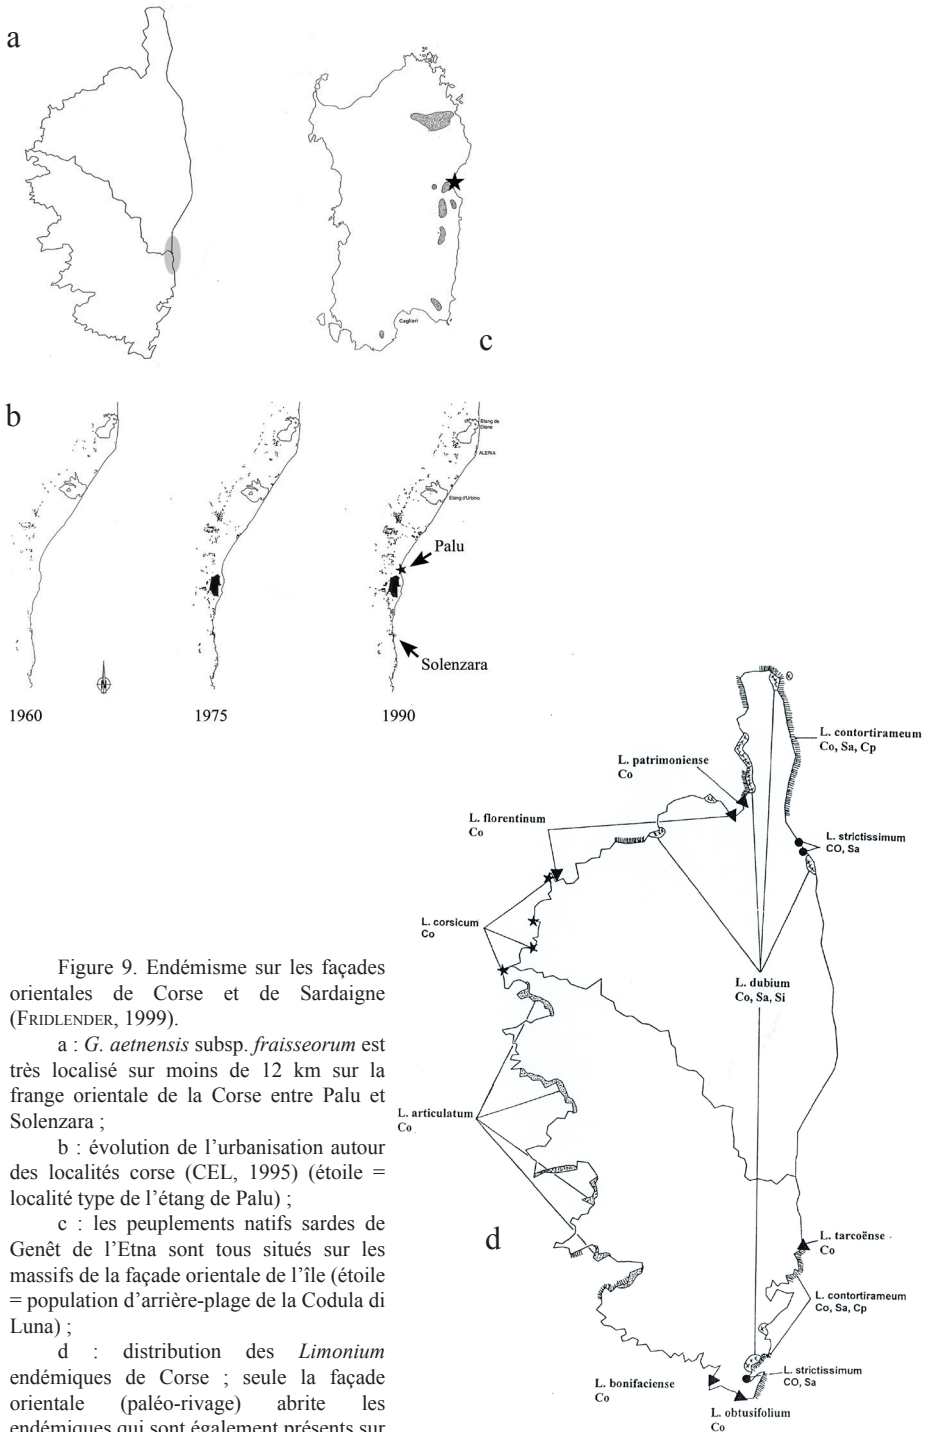 a
Cagliari
c
b
Etang de
Diane
ALERIA
Etang d'Urbino
Palu
Solenzara
N
1960
1975
1990
L. contortirameum
Co, Sa, Cp
L. patrimoniense
Co
L. florentinum
Co
L. strictissimum
CO, Sa
L. corsicum
Co
L. dubium
Co, Sa, Si
L. articulatum
Co
d
L. tarcoënse
Co
L. contortirameum
Co, Sa, Cp
L. strictissimum
CO, Sa
L. bonifaciense
Co
L. obtusifolium
Co
Figure 9. Endémisme sur les façades
orientales de Corse et de Sardaigne
(FRIDLENDER, 1999).
a : G. aetnensis subsp. fraisseorum est
très localisé sur moins de 12 km sur la
frange orientale de la Corse entre Palu et
Solenzara ;
b : évolution de l'urbanisation autour
des localités corse (CEL, 1995) (étoile =
localité type de l'étang de Palu) ;
c : les peuplements natifs sardes de
Genêt de l'Etna sont tous situés sur les
massifs de la façade orientale de l'île (étoile
= population d'arrière-plage de la Codula di
Luna) ;
d : distribution des Limonium
endémiques de Corse ; seule la façade
orientale (paléo-rivage) abrite les
endémiques qui sont également présents sur